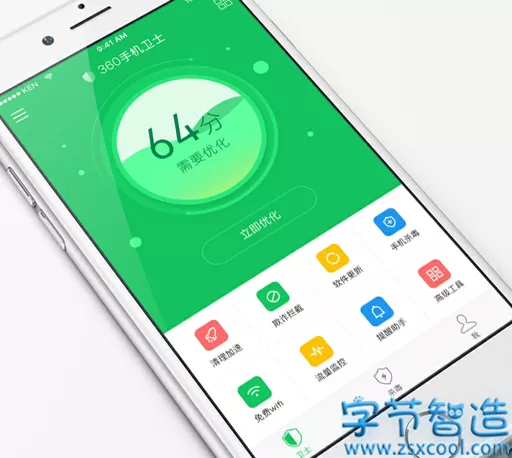 KEN
9:41 AM
360手机卫士
64分
需要优化
立即优化
清理加速
欺诈拦截
软件更新
手机杀毒
免费wifi
流量监控
提醒助手
高级工具
卫士
杀毒
我
字节智造
www.zsxcool.com